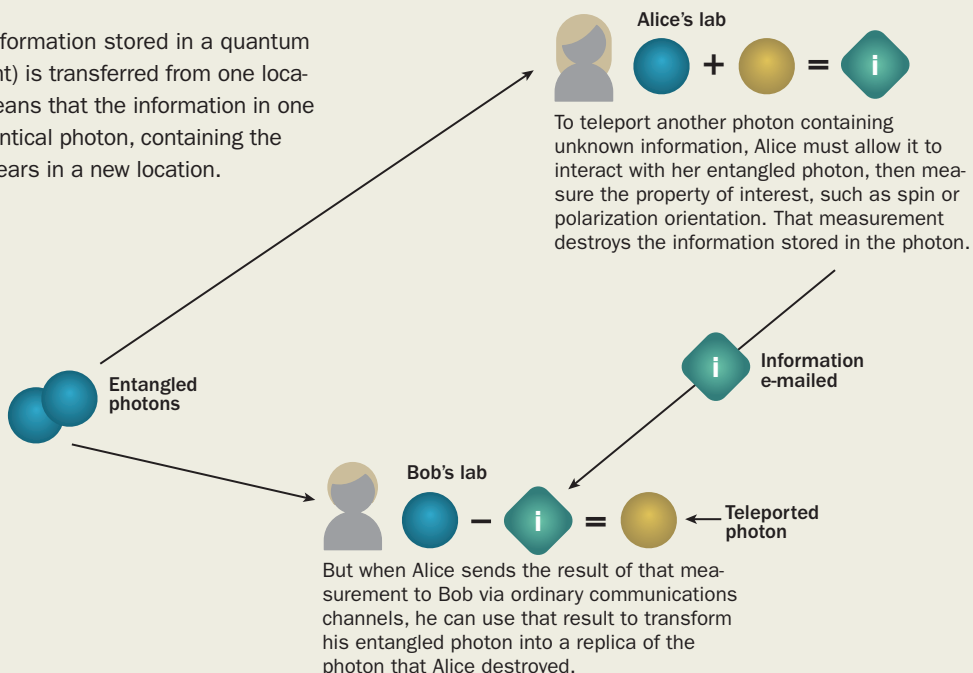 nformation stored in a quantum
nt) is transferred from one loca-
eans that the information in one
ntical photon, containing the
ears in a new location.
Alice's lab
+ = i
To teleport another photon containing
unknown information, Alice must allow it to
interact with her entangled photon, then mea-
sure the property of interest, such as spin or
polarization orientation. That measurement
destroys the information stored in the photon.
Entangled
photons
i
Information
e-mailed
Bob's lab
– i =
Teleported
photon
But when Alice sends the result of that mea-
surement to Bob via ordinary communications
channels, he can use that result to transform
his entangled photon into a replica of the
photon that Alice destroyed.